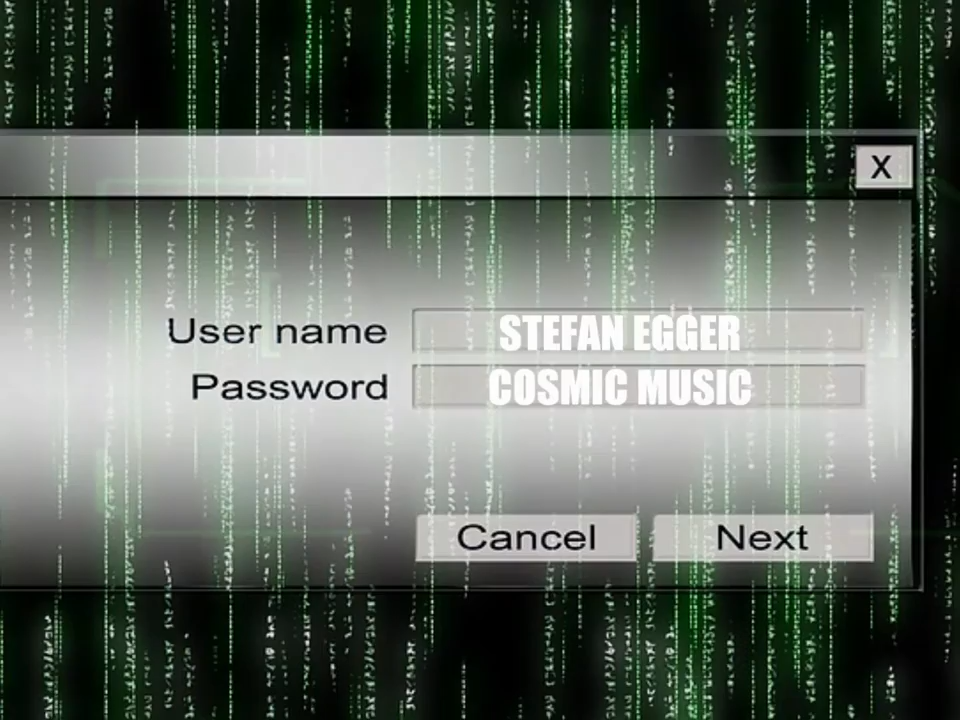 X
User name STEFAN EGGER
Password COSMIC MUSIC
Cancel Next